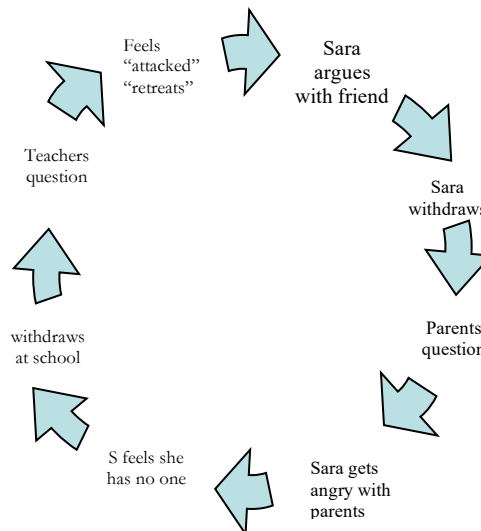 Sara
argues
with friend
Sara
withdraws
Parents
question
Sara gets
angry with
parents
S feels she
has no one
withdraws
at school
Teachers
question
Feels
“attacked”
“retreats”